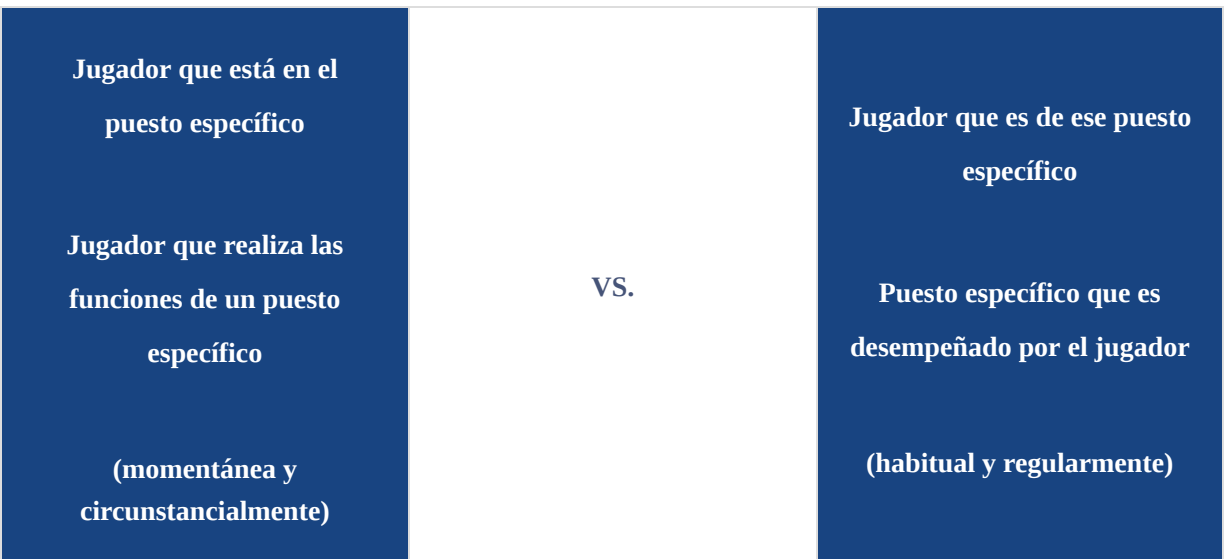 Jugador que está en el
puesto específico
Jugador que realiza las
funciones de un puesto
específico
(momentánea y
circunstancialmente)
VS.
Jugador que es de ese puesto
específico
Puesto específico que es
desempeñado por el jugador
(habitual y regularmente)